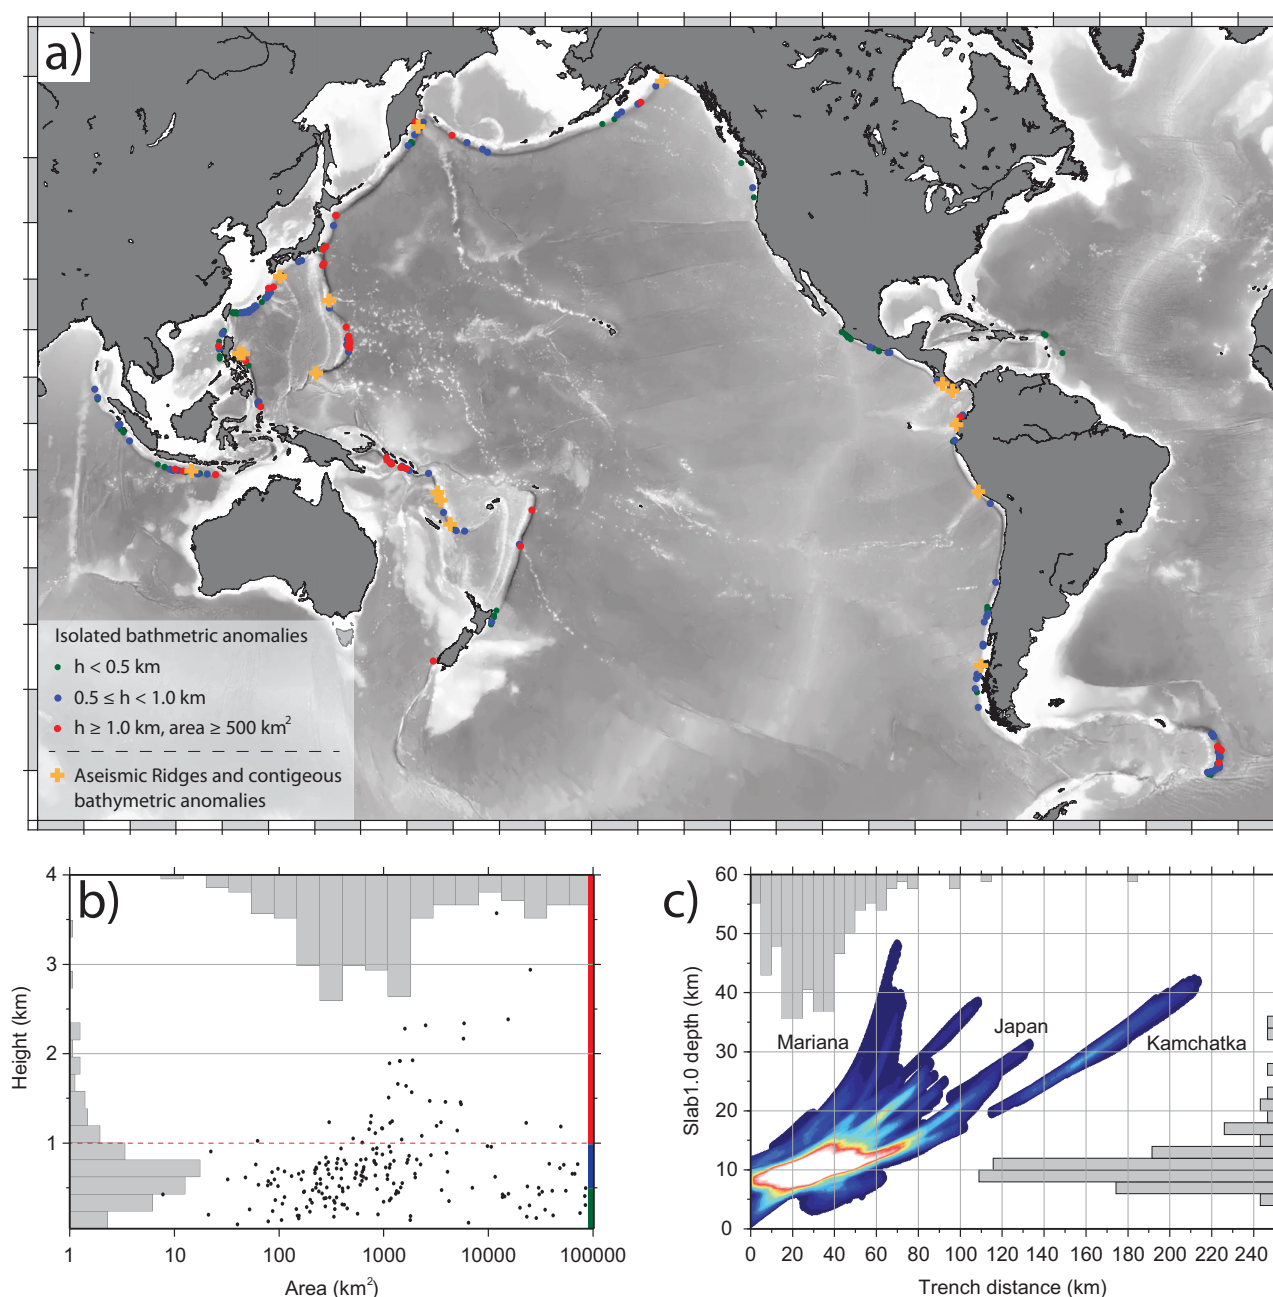 a)
Isolated bathmetric anomalies
h < 0.5 km
0.5 ≤ h < 1.0 km
h ≥ 1.0 km, area ≥ 500 km²
Aseismic Ridges and contigeous
bathymetric anomalies
b)
4
3
2
1
Height (km)
1 10 100 1000 10000 100000
Area (km²)
c)
60
50
40
30
20
10
0
Slab1.0 depth (km)
Mariana
Japan
Kamchatka
0 20 40 60 80 100 120 140 160 180 200 220 240 260
Trench distance (km)